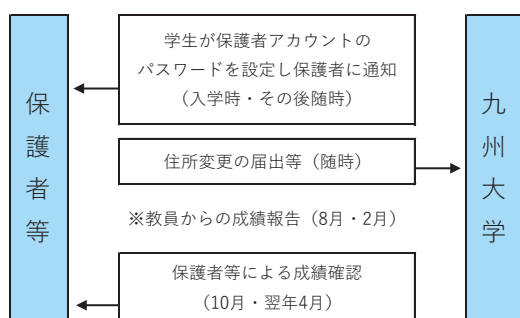 保護者等
学生が保護者アカウントの
パスワードを設定し保護者に通知
（入学時・その後随時）
住所変更の届出等（随時）
※教員からの成績報告（8月・2月）
保護者等による成績確認
（10月・翌年4月）
九州大学